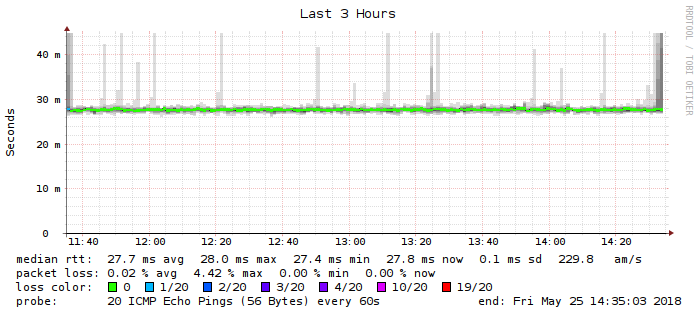 Last 3 Hours
RRDTOOL / TOBI OETIKER
Seconds
40 m
30 m
20 m
10 m
0
11:40 12:00 12:20 12:40 13:00 13:20 13:40 14:00 14:20
median rtt: 27.7 ms avg 28.0 ms max 27.4 ms min 27.8 ms now 0.1 ms sd 229.8 am/s
packet loss: 0.02 % avg 4.42 % max 0.00 % min 0.00 % now
loss color: 0 1/20 2/20 3/20 4/20 10/20 19/20
probe: 20 ICMP Echo Pings (56 Bytes) every 60s end: Fri May 25 14:35:03 2018